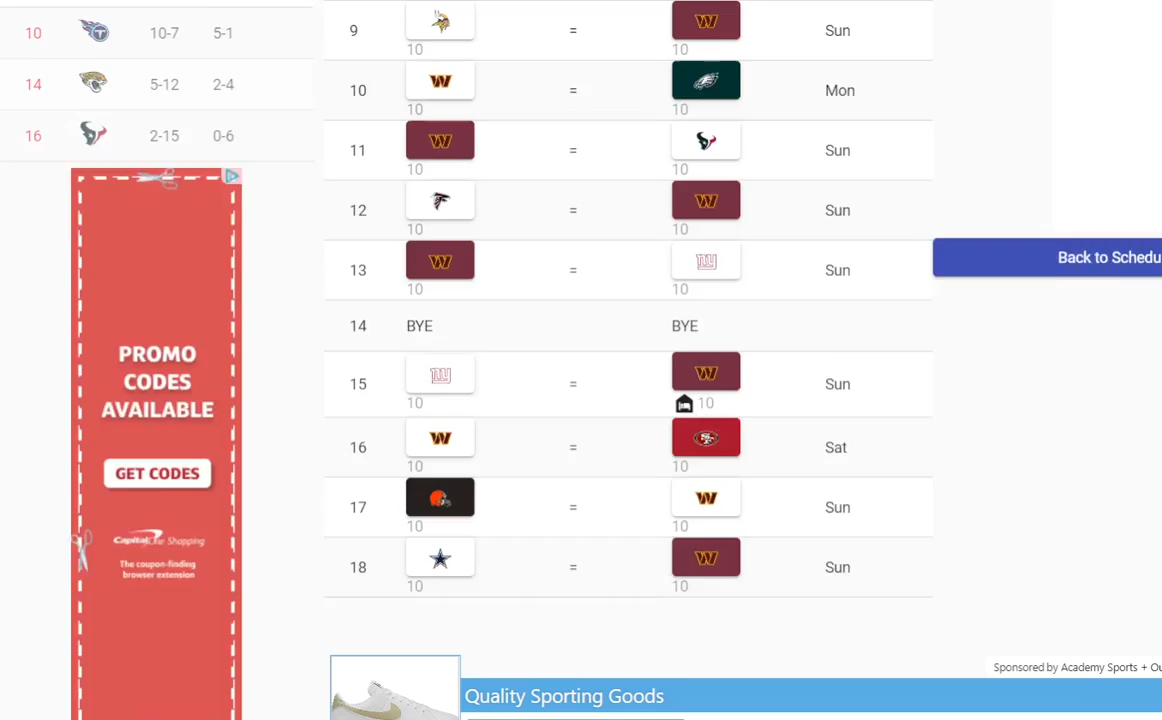 10 10-7 5-1
14 5-12 2-4
16 2-15 0-6
9 W = W Sun
10 10
10 W = Mon
10 10
11 W = Sun
10 10
12 = W Sun
10 10
13 W = NY Sun
10 10
14 BYE BYE
15 NY = W Sun
10 10
16 W = SF Sat
10 10
17 = W Sun
10 10
18 = W Sun
10 10
Back to Schedu
PROMO
CODES
AVAILABLE
GET CODES
CapitalOne Shopping
The coupon-finding
browser extension
Sponsored by Academy Sports + Ou
Quality Sporting Goods